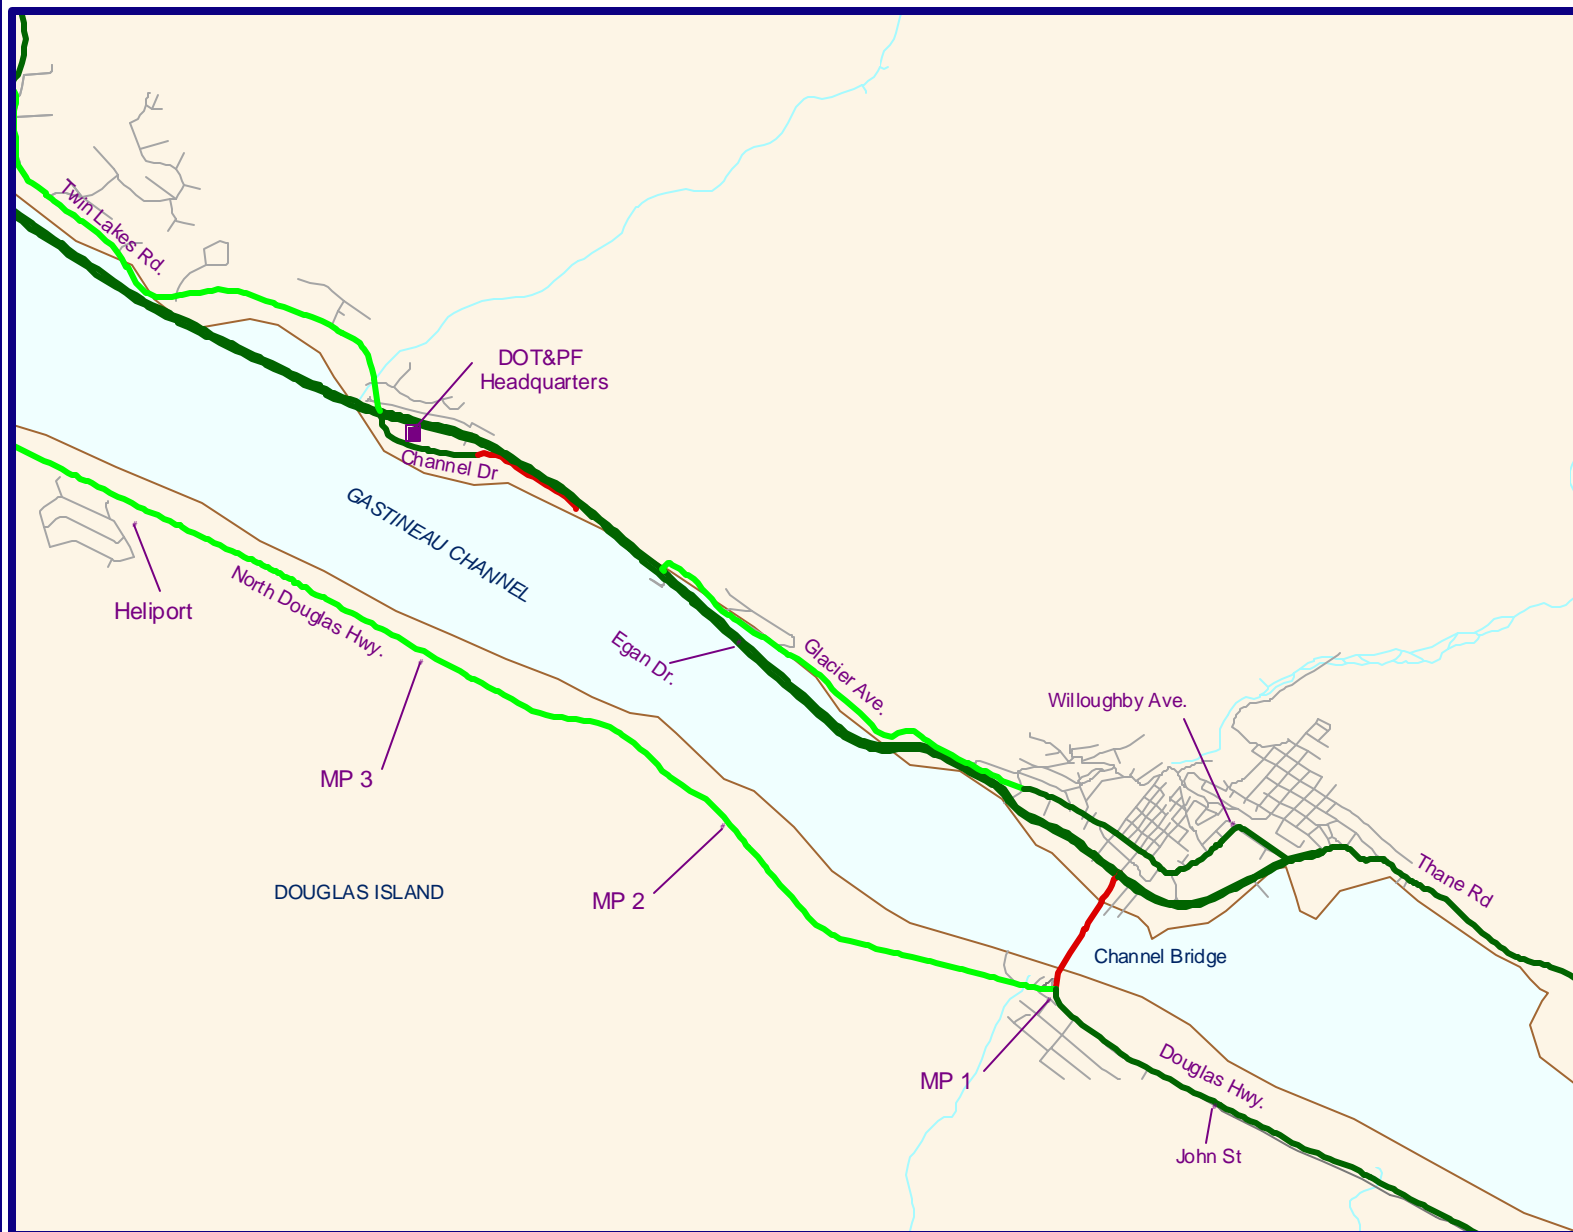 Twin Lakes Rd.
DOT&PF
Headquarters
Channel Dr
GASTINEAU CHANNEL
Heliport
North Douglas Hwy.
Egan Dr.
Glacier Ave.
Willoughby Ave.
MP 3
MP 2
DOUGLAS ISLAND
Thane Rd
Channel Bridge
MP 1
Douglas Hwy.
John St